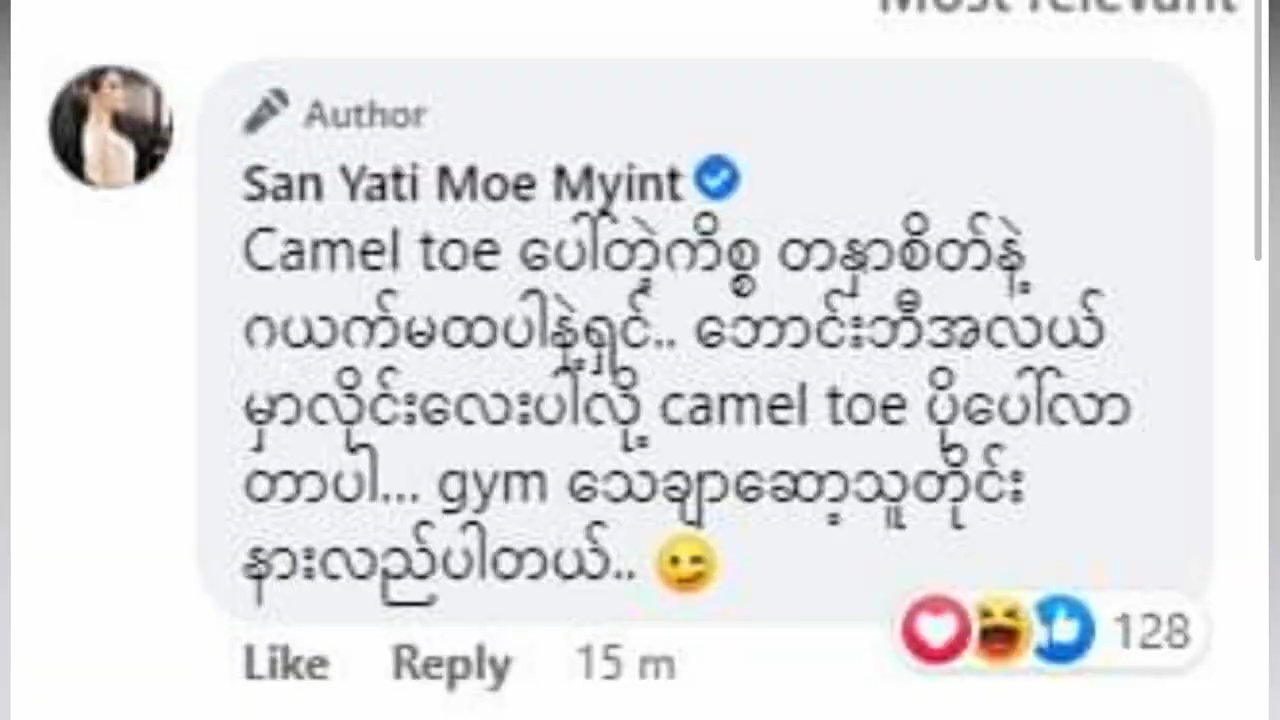 Most relevant
Author
San Yati Moe Myint
Camel toe ပေါ်တဲ့ကိစ္စ တနှာစိတ်နဲ့
ဂယက်မထပါနဲ့ရှင်.. ဘောင်းဘီအလယ်
မှာလိုင်းလေးပါလို့ camel toe ပိုပေါ်လာ
တာပါ... gym သေချာဆော့သူတိုင်း
နားလည်ပါတယ်.. 😉
128
Like Reply 15 m